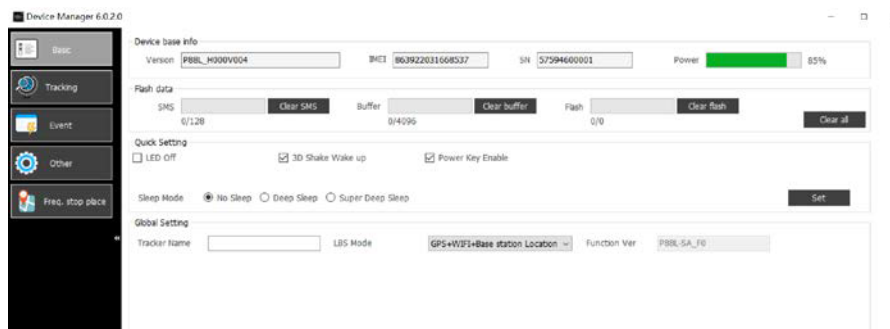 Device Manager 6.0.2.0
Basic
Tracking
Event
Other
Freq. stop place
«
Device base info
Version P88L_H000V004 IMEI 863922031668537 SN 57594600001 Power 85%
Flash data
SMS Clear SMS Buffer Clear buffer Flash Clear flash
0/128 0/4096 0/0 Clear all
Quick Setting
LED Off 3D Shake Wake up Power Key Enable
Sleep Mode No Sleep Deep Sleep Super Deep Sleep Set
Global Setting
Tracker Name LBS Mode GPS+WIFI+Base station Location Function Ver P88L-SA_F0